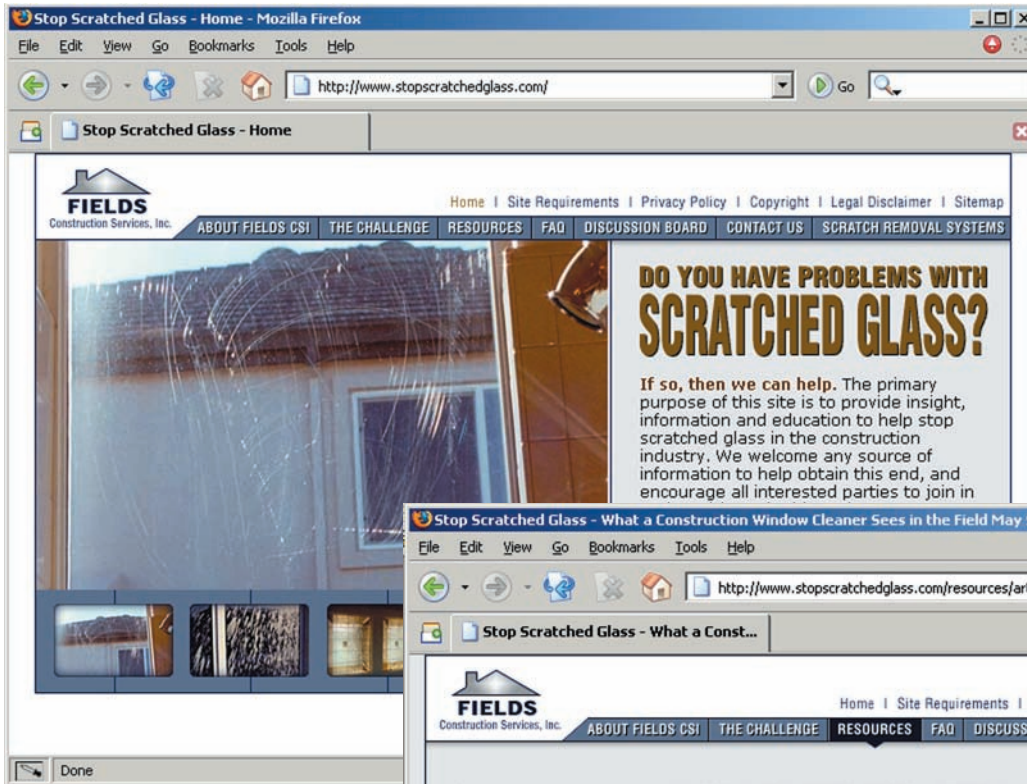 Stop Scratched Glass - Home - Mozilla Firefox
File Edit View Go Bookmarks Tools Help
http://www.stopscratchedglass.com/
Go
Stop Scratched Glass - Home
FIELDS
Construction Services, Inc.
Home | Site Requirements | Privacy Policy | Copyright | Legal Disclaimer | Sitemap
ABOUT FIELDS CSI | THE CHALLENGE | RESOURCES | FAQ | DISCUSSION BOARD | CONTACT US | SCRATCH REMOVAL SYSTEMS
DO YOU HAVE PROBLEMS WITH
SCRATCHED GLASS?
If so, then we can help. The primary
purpose of this site is to provide insight,
information and education to help stop
scratched glass in the construction
industry. We welcome any source of
information to help obtain this end, and
encourage all interested parties to join in
Done
Stop Scratched Glass - What a Construction Window Cleaner Sees in the Field May
File Edit View Go Bookmarks Tools Help
http://www.stopscratchedglass.com/resources/ar
Stop Scratched Glass - What a Const...
FIELDS
Construction Services, Inc.
Home | Site Requirements |
ABOUT FIELDS CSI | THE CHALLENGE | RESOURCES | FAQ | DISCUSS